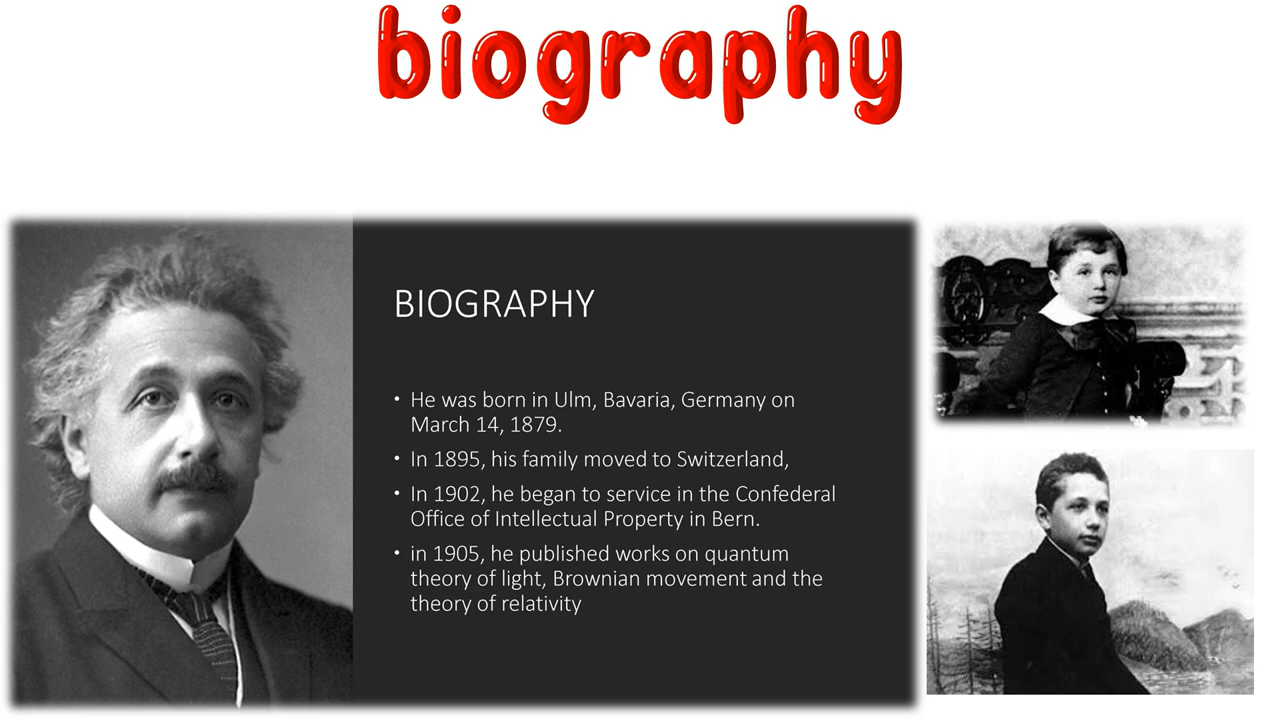 biography
BIOGRAPHY
• He was born in Ulm, Bavaria, Germany on
March 14, 1879.
• In 1895, his family moved to Switzerland,
• In 1902, he began to service in the Confederal
Office of Intellectual Property in Bern.
• in 1905, he published works on quantum
theory of light, Brownian movement and the
theory of relativity